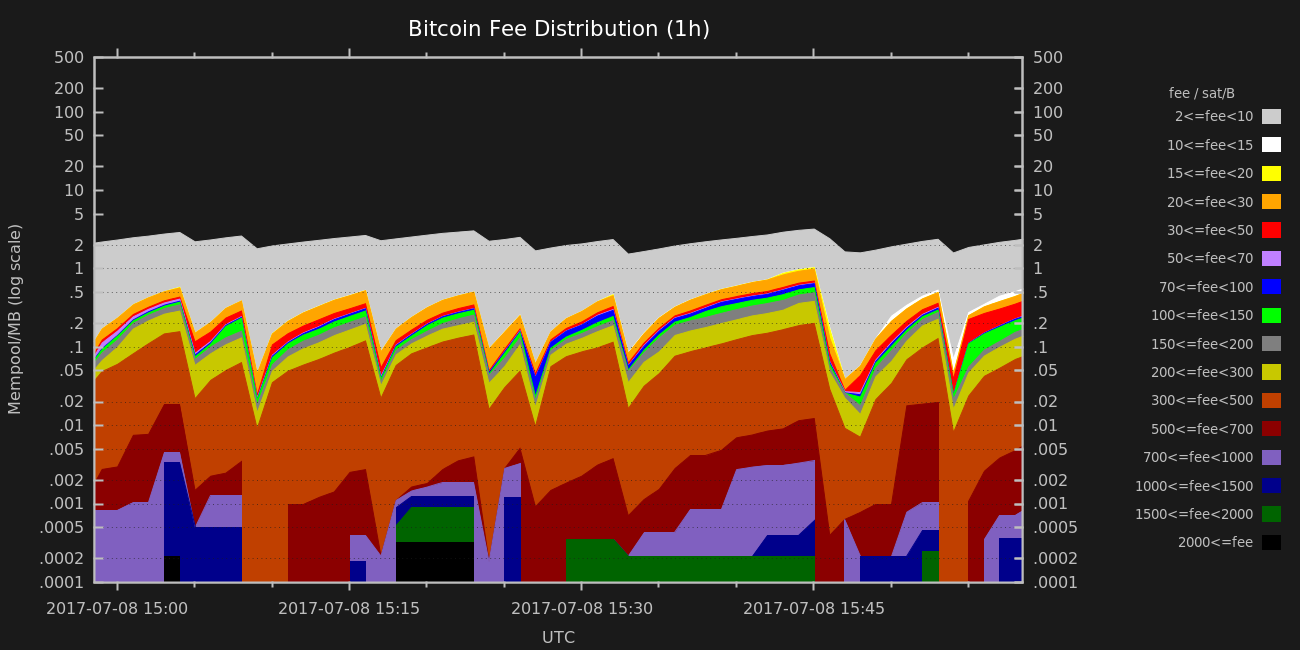 Bitcoin Fee Distribution (1h)
500 500
200 200
100 100
50 50
20 20
10 10
5 5
2 2
1 1
.5 .5
.2 .2
.1 .1
.05 .05
.02 .02
.01 .01
.005 .005
.002 .002
.001 .001
.0005 .0005
.0002 .0002
.0001 .0001
Mempool/MB (log scale)
2017-07-08 15:00 2017-07-08 15:15 2017-07-08 15:30 2017-07-08 15:45
UTC
fee / sat/B
2<=fee<10
10<=fee<15
15<=fee<20
20<=fee<30
30<=fee<50
50<=fee<70
70<=fee<100
100<=fee<150
150<=fee<200
200<=fee<300
300<=fee<500
500<=fee<700
700<=fee<1000
1000<=fee<1500
1500<=fee<2000
2000<=fee